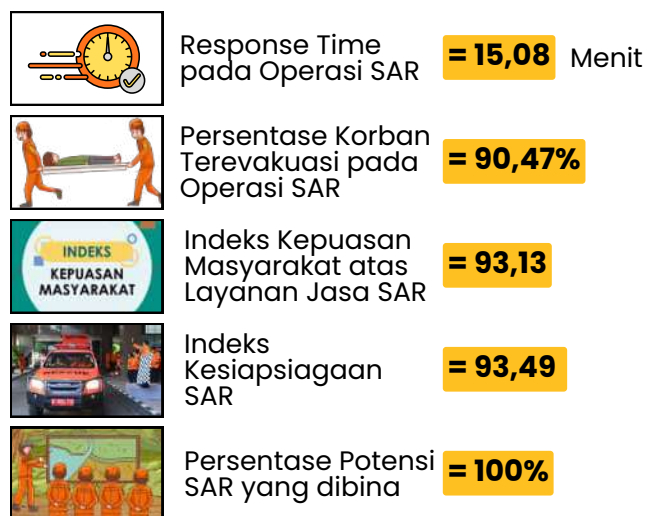 Response Time
pada Operasi SAR
= 15,08 Menit
Persentase Korban
Terevakuasi pada
Operasi SAR
= 90,47%
INDEKS
KEPUASAN
MASYARAKAT
Indeks Kepuasan
Masyarakat atas
Layanan Jasa SAR
= 93,13
Indeks
Kesiapsiagaan
SAR
= 93,49
Persentase Potensi
SAR yang dibina
= 100%